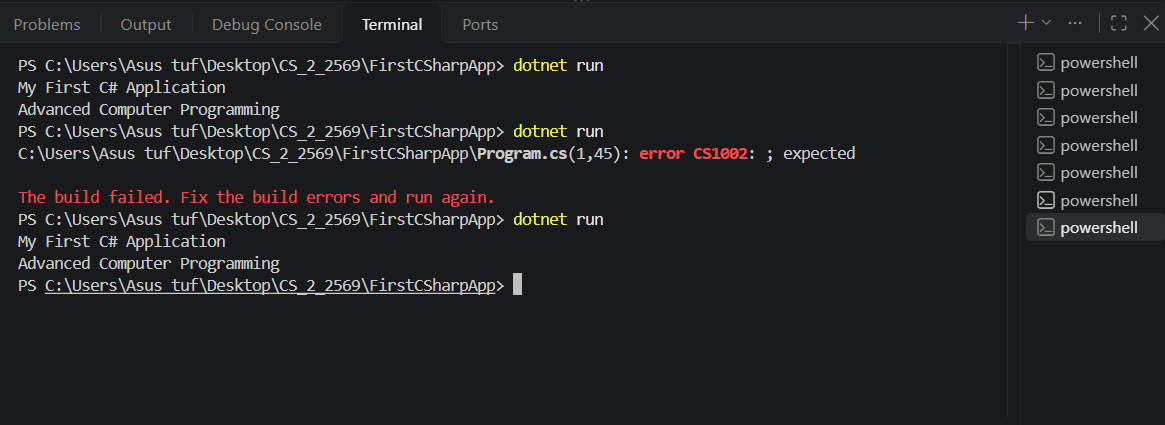 Problems Output Debug Console Terminal Ports
PS C:\Users\Asus tuf\Desktop\CS_2_2569\FirstCSharpApp> dotnet run
My First C# Application
Advanced Computer Programming
PS C:\Users\Asus tuf\Desktop\CS_2_2569\FirstCSharpApp> dotnet run
C:\Users\Asus tuf\Desktop\CS_2_2569\FirstCSharpApp\Program.cs(1,45): error CS1002: ; expected
The build failed. Fix the build errors and run again.
PS C:\Users\Asus tuf\Desktop\CS_2_2569\FirstCSharpApp> dotnet run
My First C# Application
Advanced Computer Programming
PS C:\Users\Asus tuf\Desktop\CS_2_2569\FirstCSharpApp>
powershell
powershell
powershell
powershell
powershell
powershell
powershell